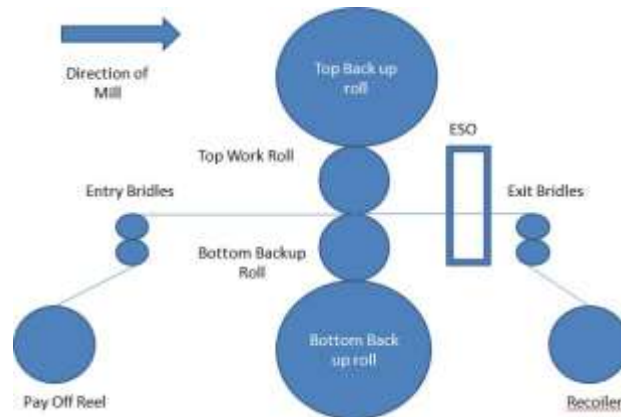 Direction of
Mill
Top Back up
roll
ESO
Top Work Roll
Entry Bridles
Exit Bridles
Bottom Backup
Roll
Bottom Back
up roll
Pay Off Reel
Recoiler